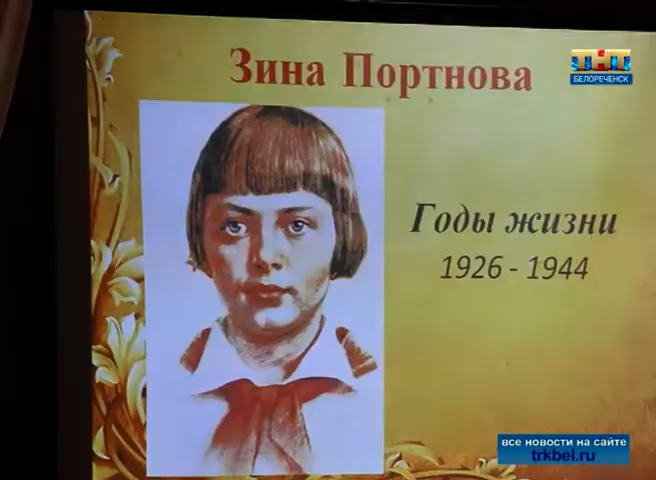 Зина Портнова
ТНТ
БЕЛОРЕЧЕНСК
Годы жизни
1926 - 1944
все новости на сайте
trkbel.ru